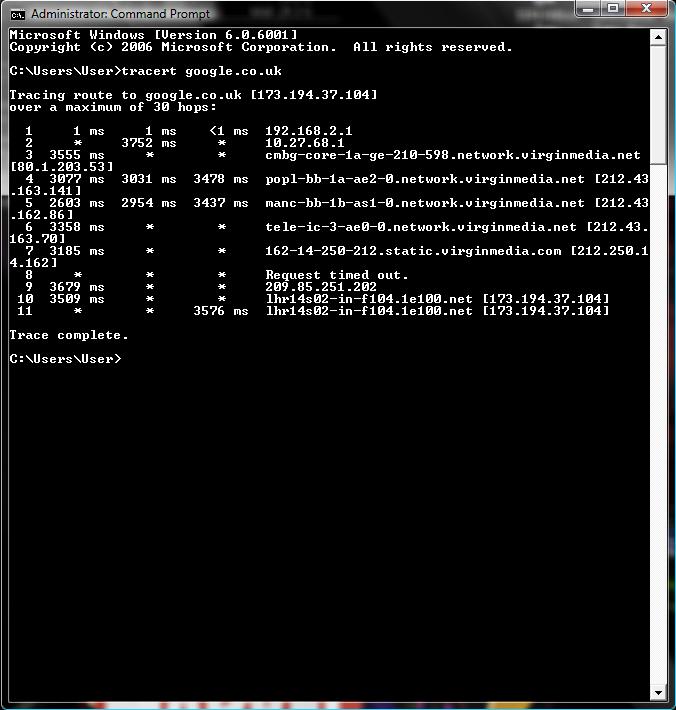 Administrator: Command Prompt
Microsoft Windows [Version 6.0.6001]
Copyright (c) 2006 Microsoft Corporation.  All rights reserved.
C:\Users\User>tracert google.co.uk
Tracing route to google.co.uk [173.194.37.104]
over a maximum of 30 hops:
  1     1 ms     1 ms    <1 ms  192.168.2.1
  2     *     3752 ms     *     10.27.68.1
  3  3555 ms     *        *     cmbg-core-1a-ge-210-598.network.virginmedia.net
[80.1.203.53]
  4  3077 ms  3031 ms  3478 ms  popl-bb-1a-ae2-0.network.virginmedia.net [212.43
.163.141]
  5  2603 ms  2954 ms  3437 ms  manc-bb-1b-as1-0.network.virginmedia.net [212.43
.162.86]
  6  3358 ms     *        *     tele-ic-3-ae0-0.network.virginmedia.net [212.43.
163.70]
  7  3185 ms     *        *     162-14-250-212.static.virginmedia.com [212.250.1
4.162]
  8     *        *        *     Request timed out.
  9  3679 ms     *        *     209.85.251.202
 10  3509 ms     *        *     lhr14s02-in-f104.1e100.net [173.194.37.104]
 11     *        *     3576 ms  lhr14s02-in-f104.1e100.net [173.194.37.104]
Trace complete.
C:\Users\User>